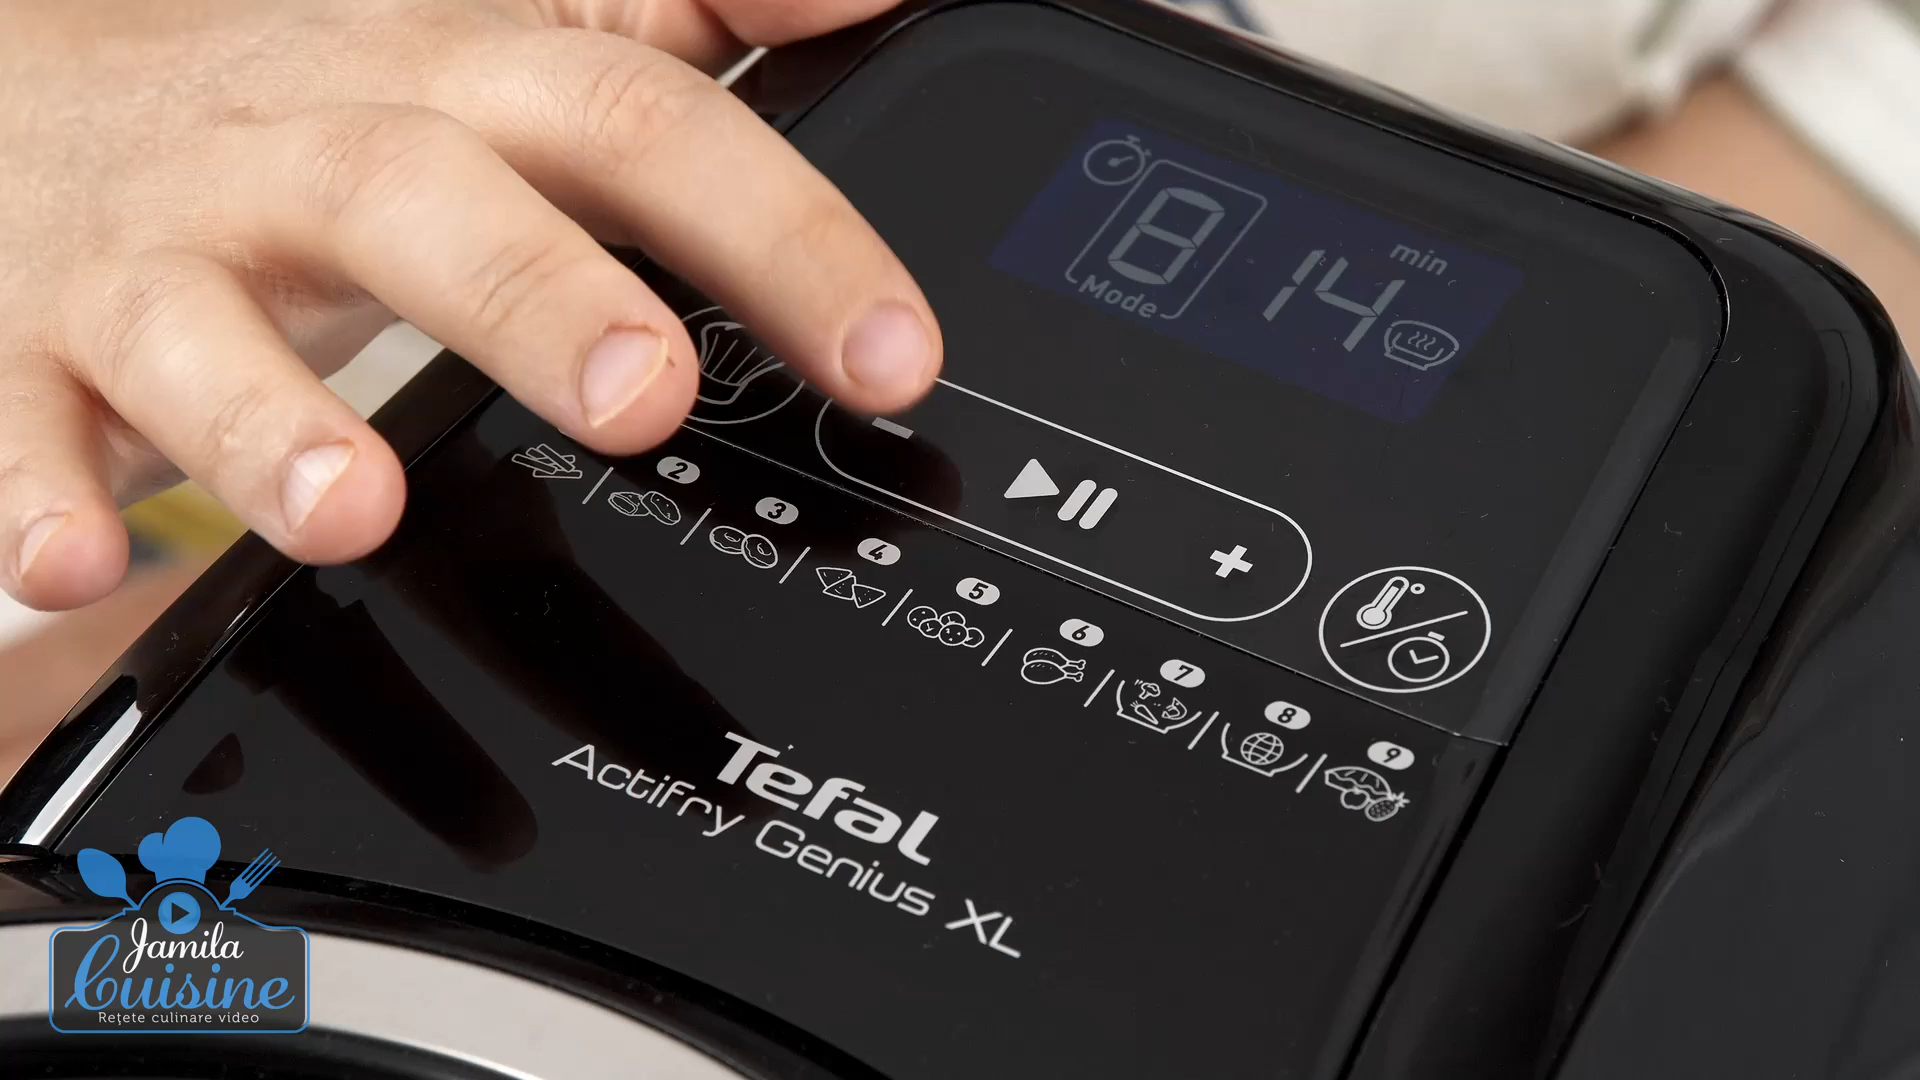 8 14 min
Mode
-
+
2
3
4
5
6
7
8
9
Tefal
ActiFry Genius XL
Jamila
Cuisine
Rețete culinare video